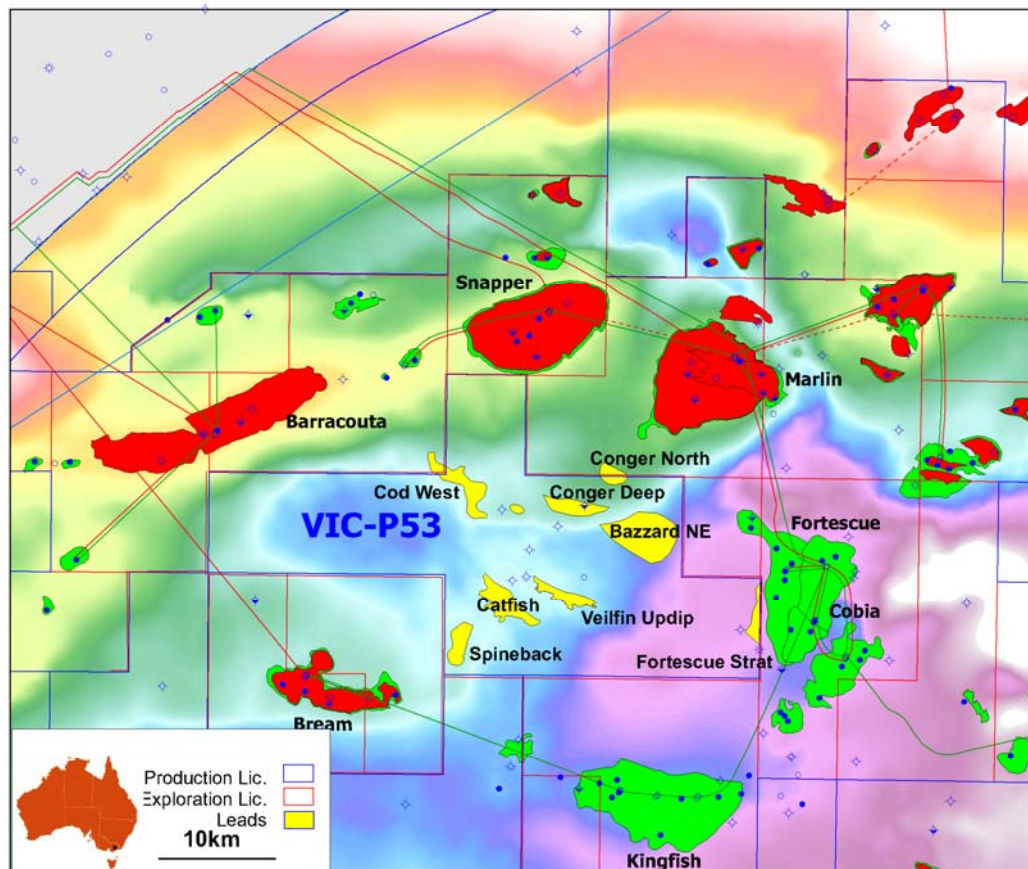 Snapper
Marlin
Barracouta
Conger North
Cod West
Conger Deep
VIC-P53
Bazzard NE
Fortescue
Catfish
Veilfin Updip
Cobia
Spineback
Fortescue Strat
Bream
Production Lic.
Exploration Lic.
Leads
10km
Kingfish